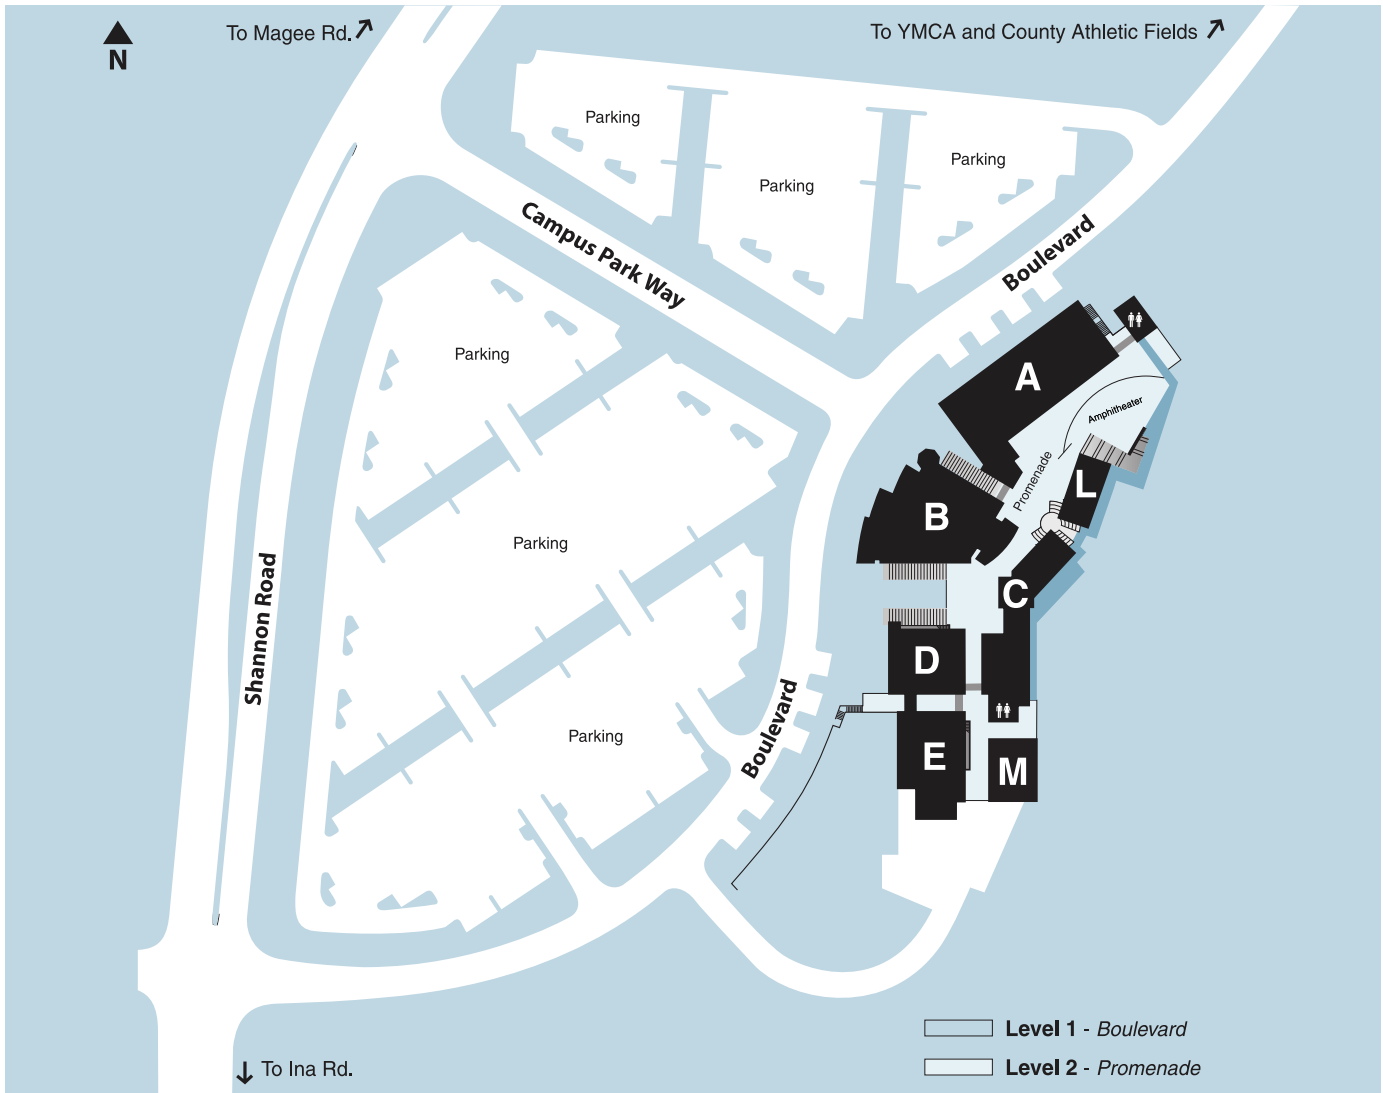 To Magee Rd.
To YMCA and County Athletic Fields
N
Parking
Parking
Parking
Campus Park Way
Boulevard
Parking
A
Amphitheater
Promenade
L
B
Parking
C
Shannon Road
D
Parking
Boulevard
E
M
Level 1 - Boulevard
To Ina Rd.
Level 2 - Promenade